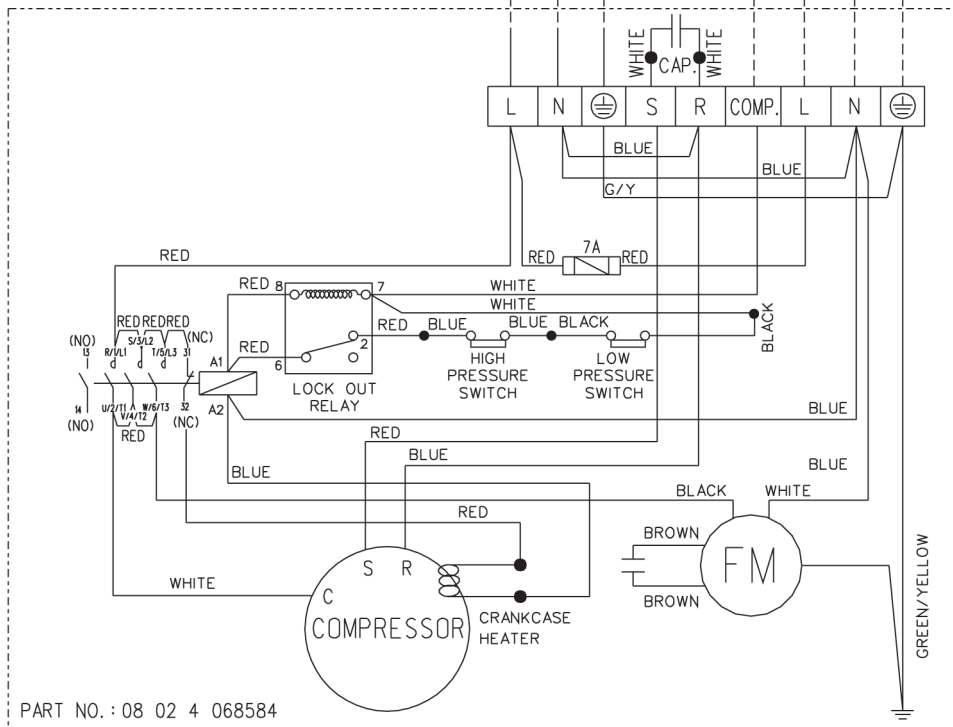 WHITE
WHITE
CAP.
L N S R COMP. L N
BLUE
BLUE
G/Y
RED
RED
7A
RED
RED
8
7
WHITE
WHITE
RED
BLUE
BLUE
BLACK
BLACK
2
RED RED RED (NC)
S/3/L2
(NO)
13
R/1/L1
T/5/L3
31
A1
RED
6
HIGH
PRESSURE
SWITCH
LOW
PRESSURE
SWITCH
LOCK OUT
RELAY
14
(NO)
U/2/T1
V/4/T2
W/6/T3
32
(NC)
A2
RED
BLUE
RED
BLUE
BLUE
BLUE
BLACK
WHITE
RED
BROWN
FM
BROWN
GREEN/YELLOW
WHITE
S R
C
COMPRESSOR
CRANKCASE
HEATER
PART NO.:08 02 4 068584